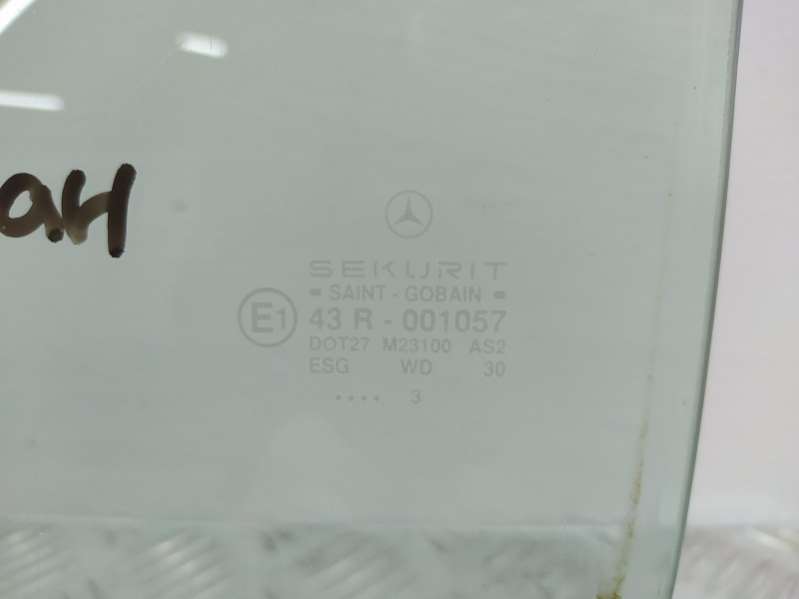 SEKURIT
SAINT - GOBAIN
E1 43 R - 001057
DOT27 M23100 AS2
ESG WD 30
.... 3